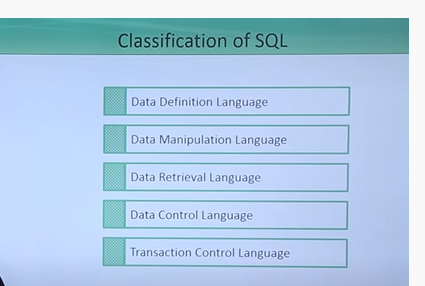 Classification of SQL
Data Definition Language
Data Manipulation Language
Data Retrieval Language
Data Control Language
Transaction Control Language